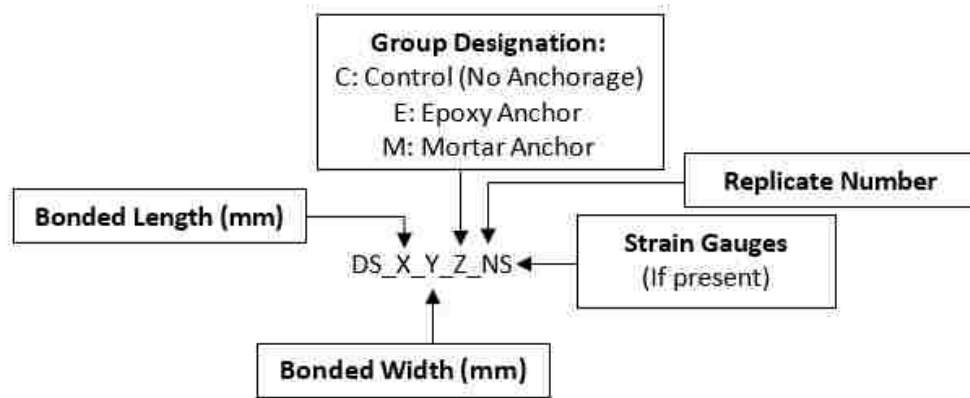 Group Designation:
C: Control (No Anchorage)
E: Epoxy Anchor
M: Mortar Anchor
Replicate Number
Bonded Length (mm)
Strain Gauges
(If present)
DS_X_Y_Z_NS
Bonded Width (mm)